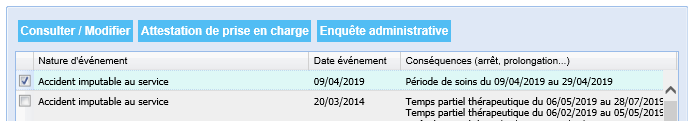 Consulter / Modifier Attestation de prise en charge Enquête administrative
Nature d'événement Date événement Conséquences (arrêt, prolongation...)
Accident imputable au service 09/04/2019 Période de soins du 09/04/2019 au 29/04/2019
Accident imputable au service 20/03/2014 Temps partiel thérapeutique du 06/05/2019 au 28/07/2019
Temps partiel thérapeutique du 06/02/2019 au 05/05/2019